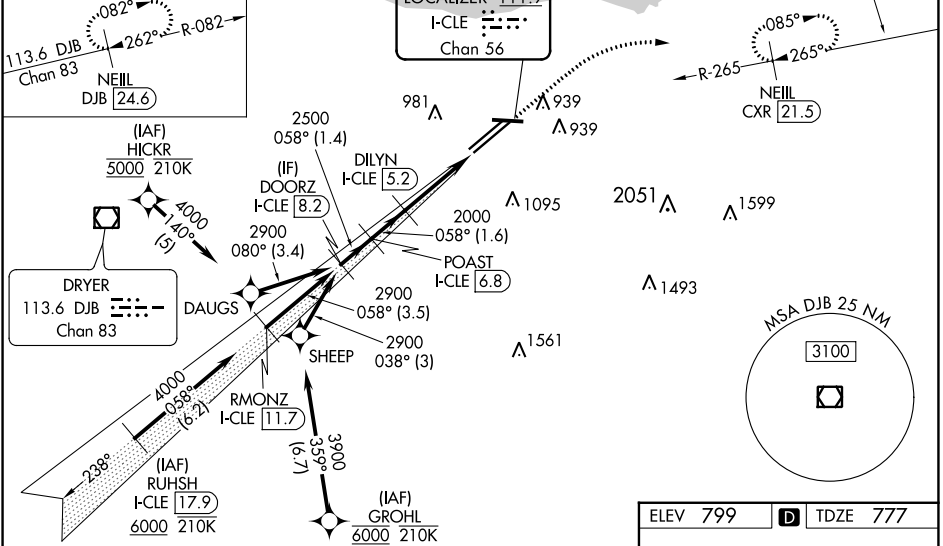 082°
262°
R-082
113.6 DJB
Chan 83
NEIIL
DJB 24.6
LOCALIZER
I-CLE
Chan 56
085°
265°
R-265
NEIIL
CXR 21.5
981
939
939
(IAF)
HICKR
5000 210K
4000
140°
(5)
2500
058° (1.4)
(IF)
DOORZ
I-CLE 8.2
DILYN
I-CLE 5.2
2900
080° (3.4)
2000
058° (1.6)
POAST
I-CLE 6.8
1095
2051
1599
1493
1561
DRYER
113.6 DJB
Chan 83
DAUGS
2900
058° (3.5)
2900
038° (3)
SHEEP
RMONZ
I-CLE 11.7
4000
058°
(6.2)
238°
(IAF)
RUHSH
I-CLE 17.9
6000 210K
3900
359°
(6.7)
(IAF)
GROHL
6000 210K
MSA DJB 25 NM
3100
ELEV 799 D TDZE 777